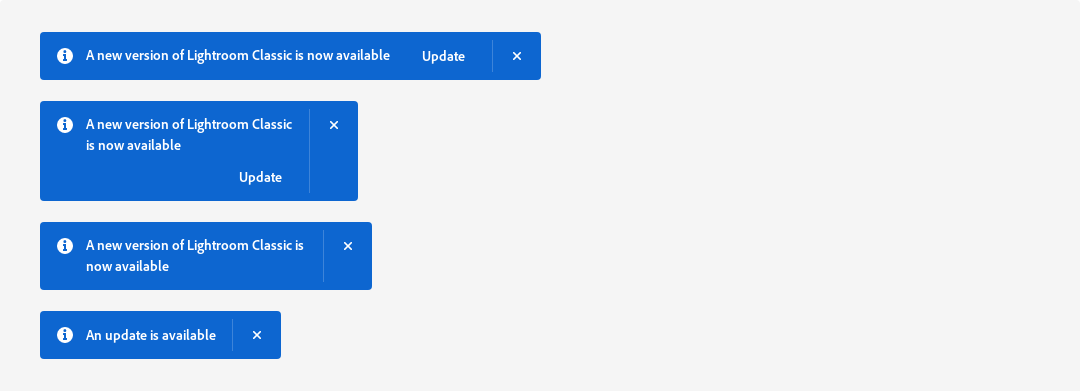 A new version of Lightroom Classic is now available Update
A new version of Lightroom Classic
is now available
Update
A new version of Lightroom Classic is
now available
An update is available